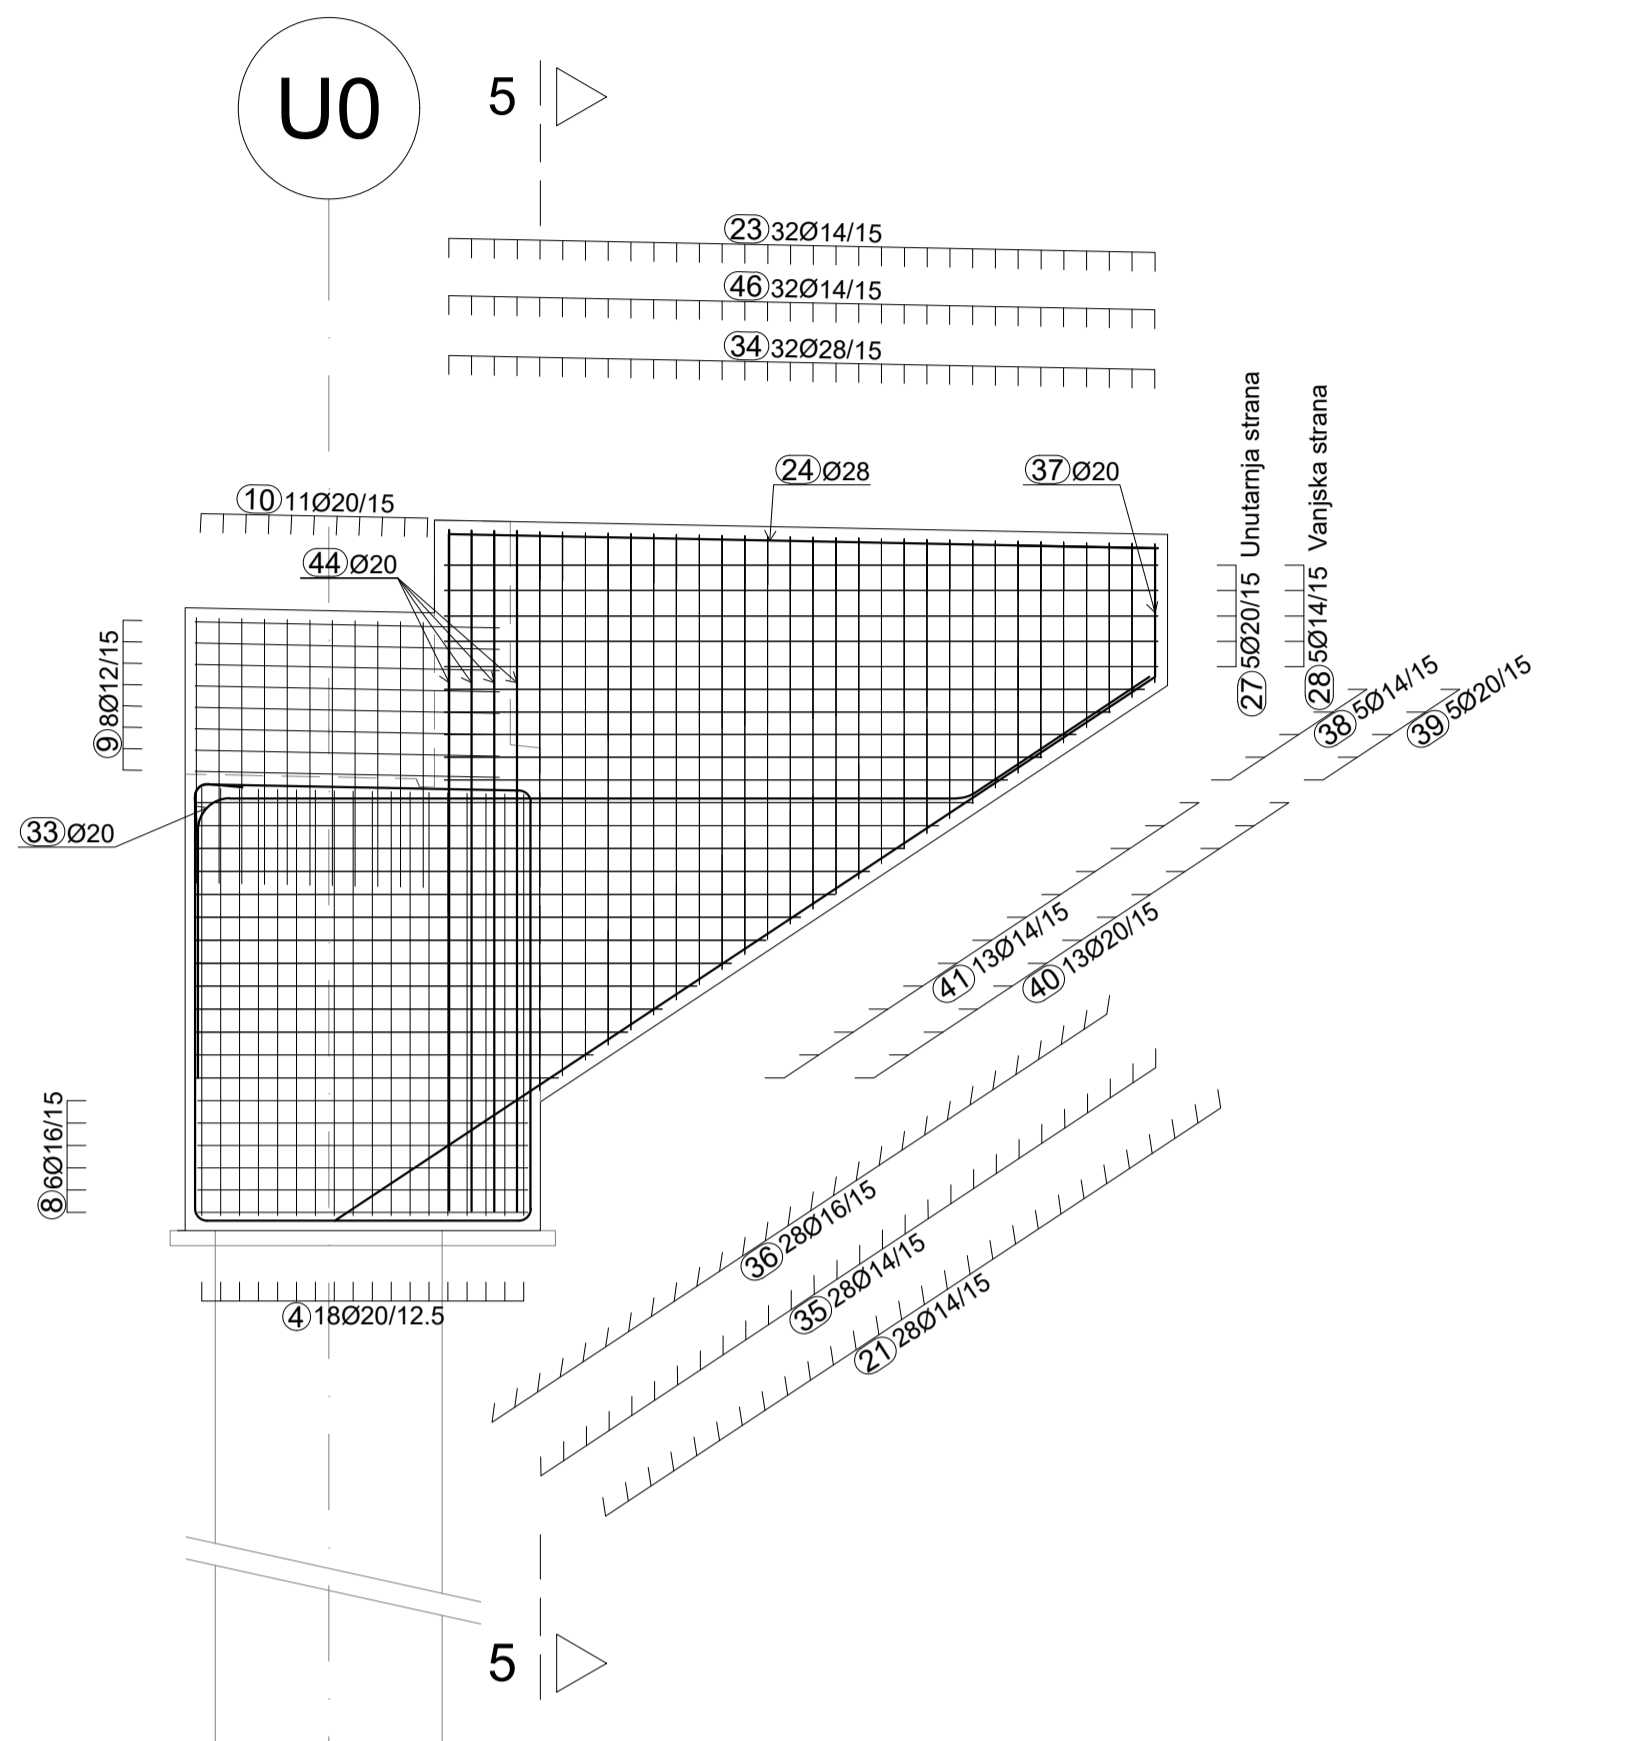 U0
5
23 32Ø14/15
46 32Ø14/15
34 32Ø28/15
24 Ø28
37 Ø20
10 11Ø20/15
44 Ø20
27 5Ø20/15 Unutarnja strana
28 5Ø14/15 Vanjska strana
9 8Ø12/15
38 5Ø14/15
39 5Ø20/15
33 Ø20
41 13Ø14/15
40 13Ø20/15
8 6Ø16/15
36 28Ø16/15
35 28Ø14/15
21 28Ø14/15
4 18Ø20/12.5
5